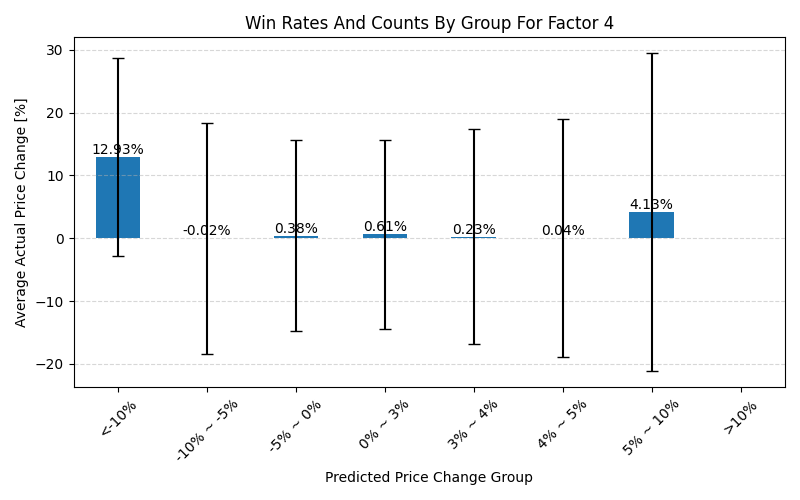 Win Rates And Counts By Group For Factor 4
Average Actual Price Change [%]
30
20
10
0
−10
−20
12.93%
-0.02%
0.38%
0.61%
0.23%
0.04%
4.13%
<-10%
-10% ~ -5%
-5% ~ 0%
0% ~ 3%
3% ~ 4%
4% ~ 5%
5% ~ 10%
>10%
Predicted Price Change Group